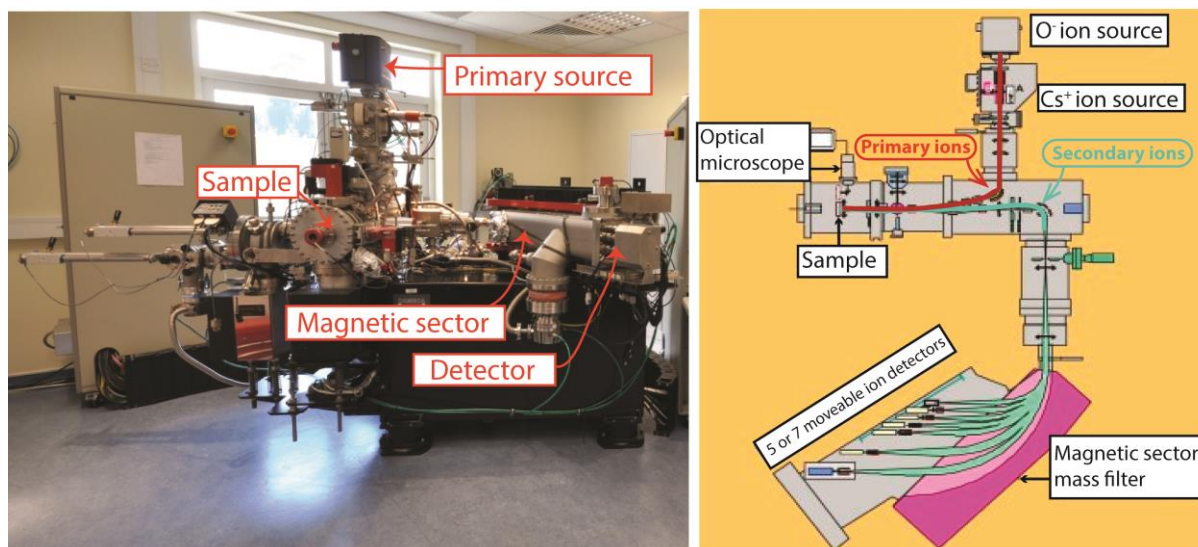 Primary source
Sample
Magnetic sector
Detector
O⁻ ion source
Cs⁺ ion source
Optical
microscope
Primary ions
Secondary ions
Sample
5 or 7 moveable ion detectors
Magnetic sector
mass filter